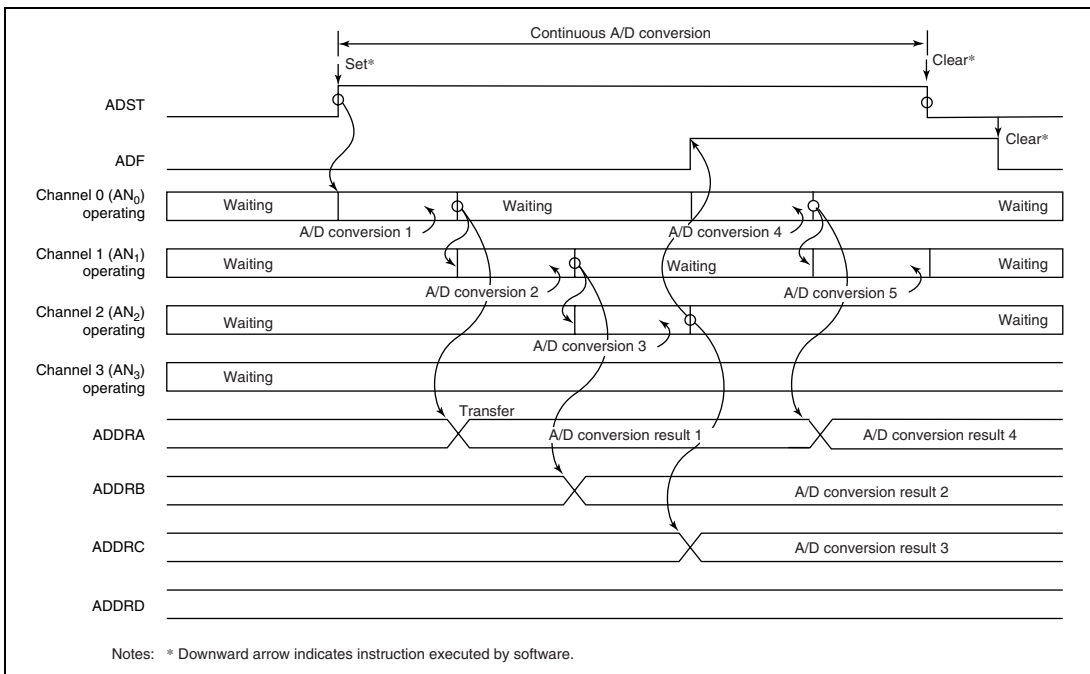 Continuous A/D conversion
Set* Clear*
ADST
Clear*
ADF
Channel 0 (AN0)
operating
Waiting Waiting Waiting
A/D conversion 1 A/D conversion 4
Channel 1 (AN1)
operating
Waiting Waiting Waiting
A/D conversion 2 A/D conversion 5
Channel 2 (AN2)
operating
Waiting Waiting
A/D conversion 3
Channel 3 (AN3)
operating
Waiting
Transfer
ADDRA A/D conversion result 1 A/D conversion result 4
ADDRB A/D conversion result 2
ADDRC A/D conversion result 3
ADDRD
Notes: * Downward arrow indicates instruction executed by software.